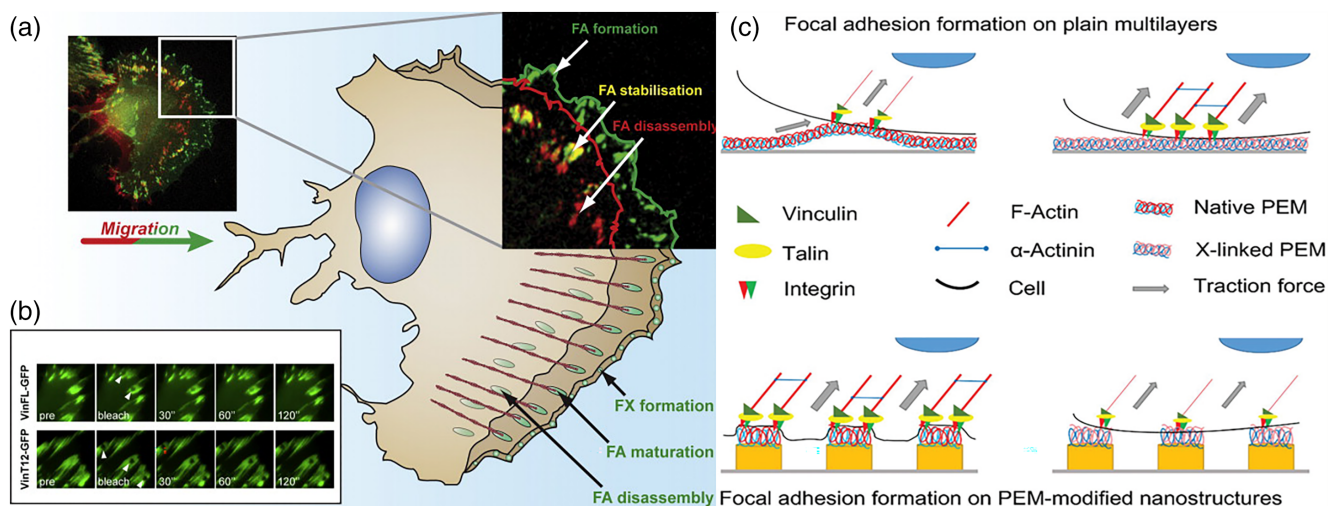 (a)
FA formation
FA stabilisation
FA disassembly
Migration
FX formation
FA maturation
FA disassembly
(b)
VinFL-GFP
pre
bleach
30"
60"
120"
VinT12-GFP
pre
bleach
30"
60"
120"
(c)
Focal adhesion formation on plain multilayers
Vinculin
F-Actin
Native PEM
Talin
α-Actinin
X-linked PEM
Integrin
Cell
Traction force
Focal adhesion formation on PEM-modified nanostructures